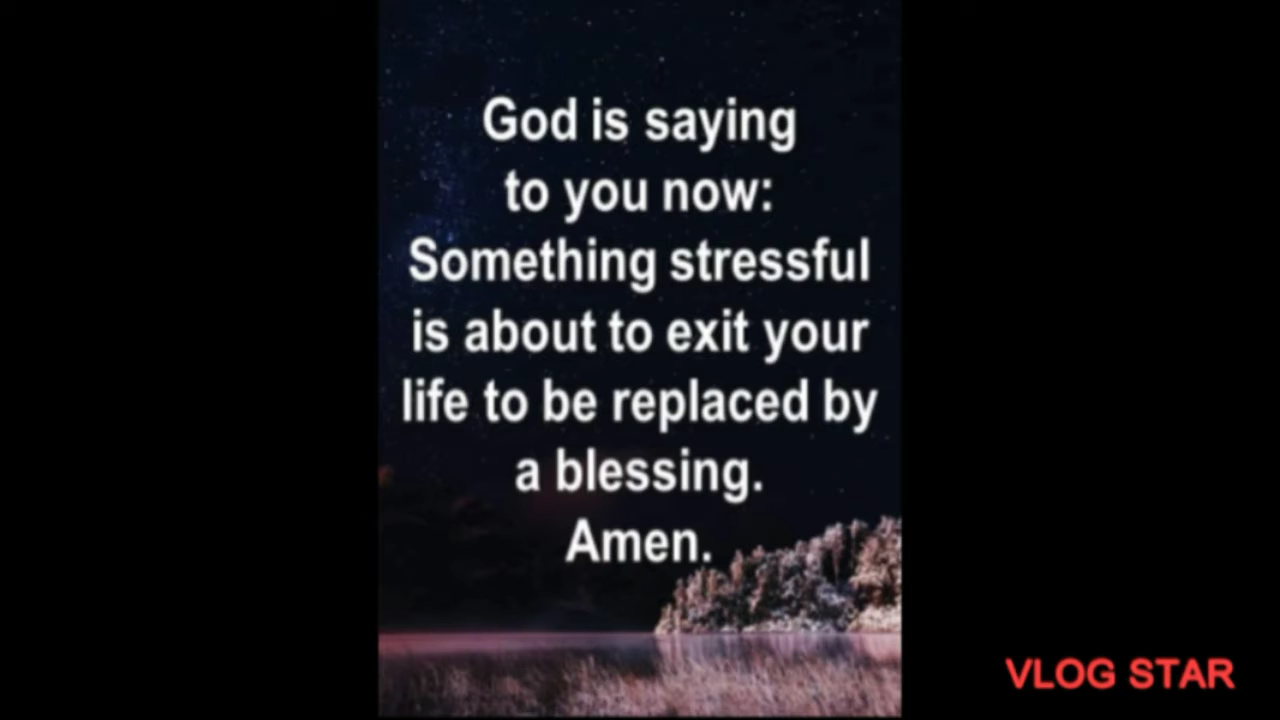 God is saying
to you now:
Something stressful
is about to exit your
life to be replaced by
a blessing.
Amen.
VLOG STAR